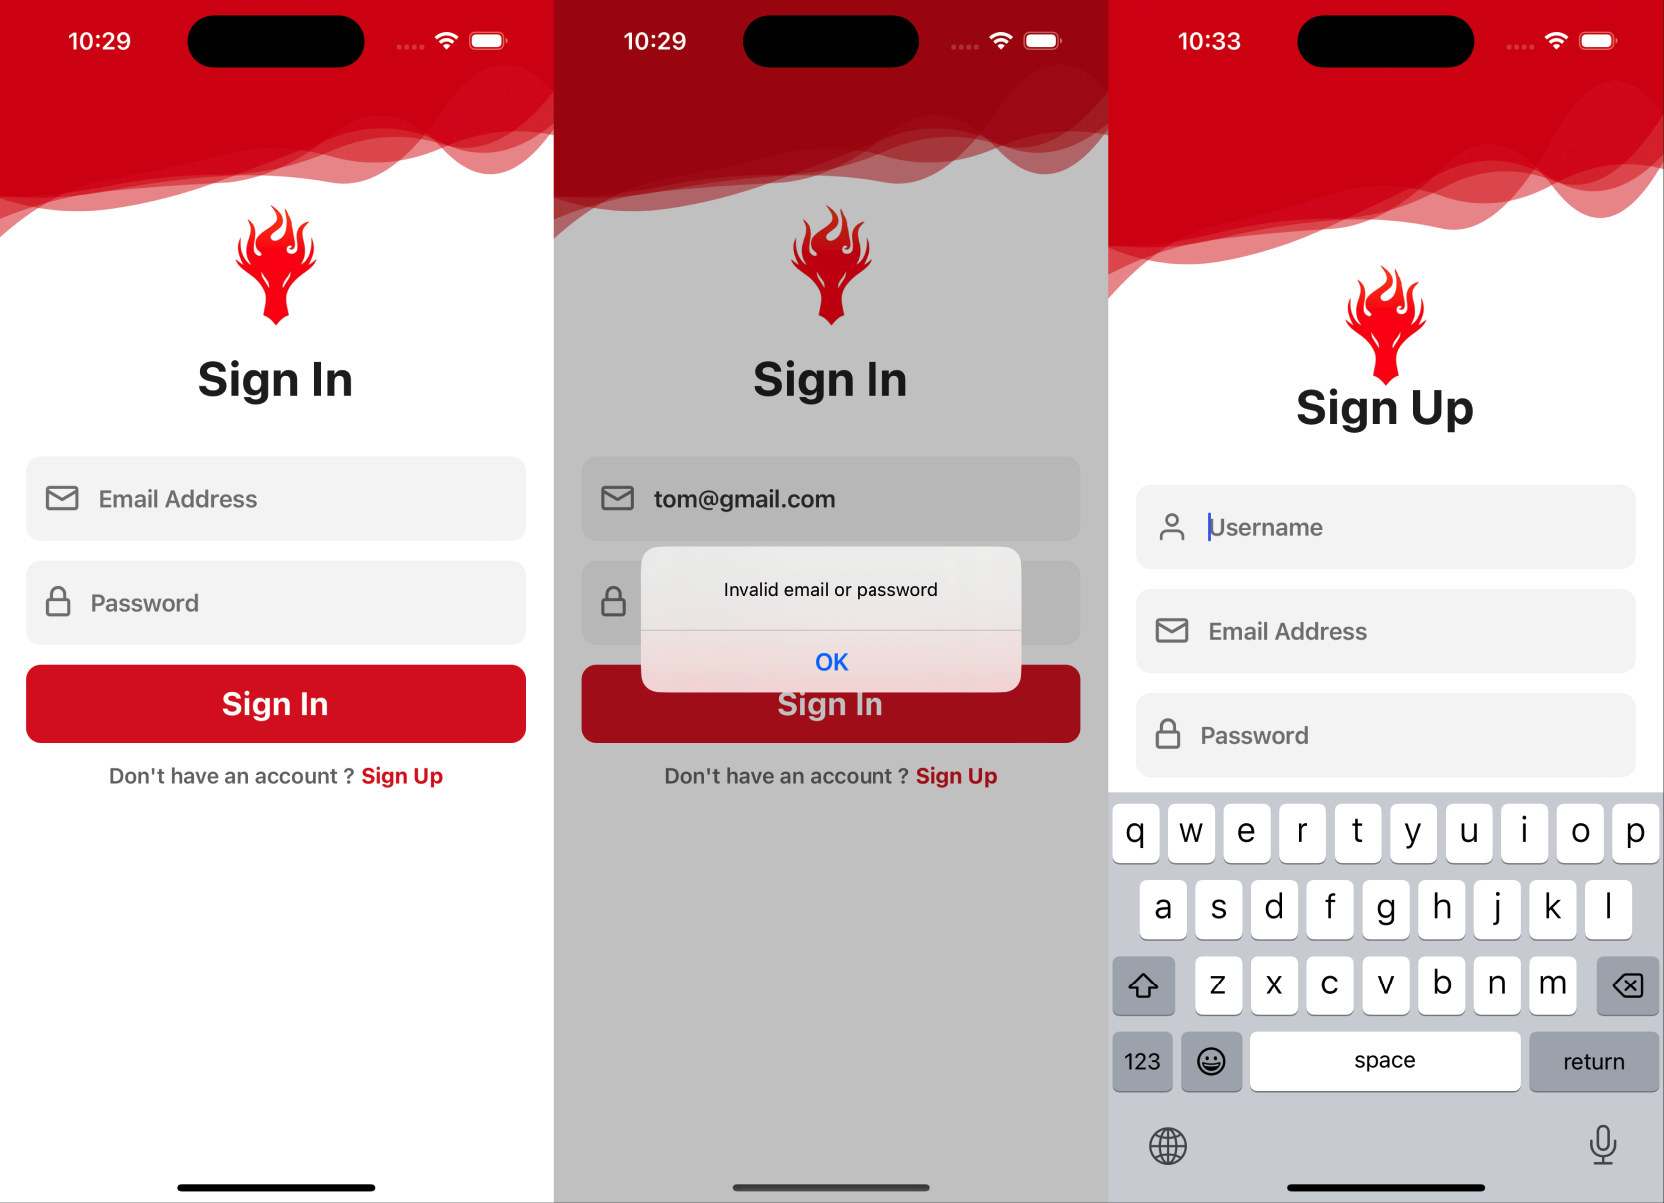 10:29
Sign In
Email Address
Password
Sign In
Don't have an account ? Sign Up
10:29
Sign In
tom@gmail.com
Invalid email or password
OK
Sign In
Don't have an account ? Sign Up
10:33
Sign Up
Username
Email Address
Password
q w e r t y u i o p
a s d f g h j k l
z x c v b n m
123 space return